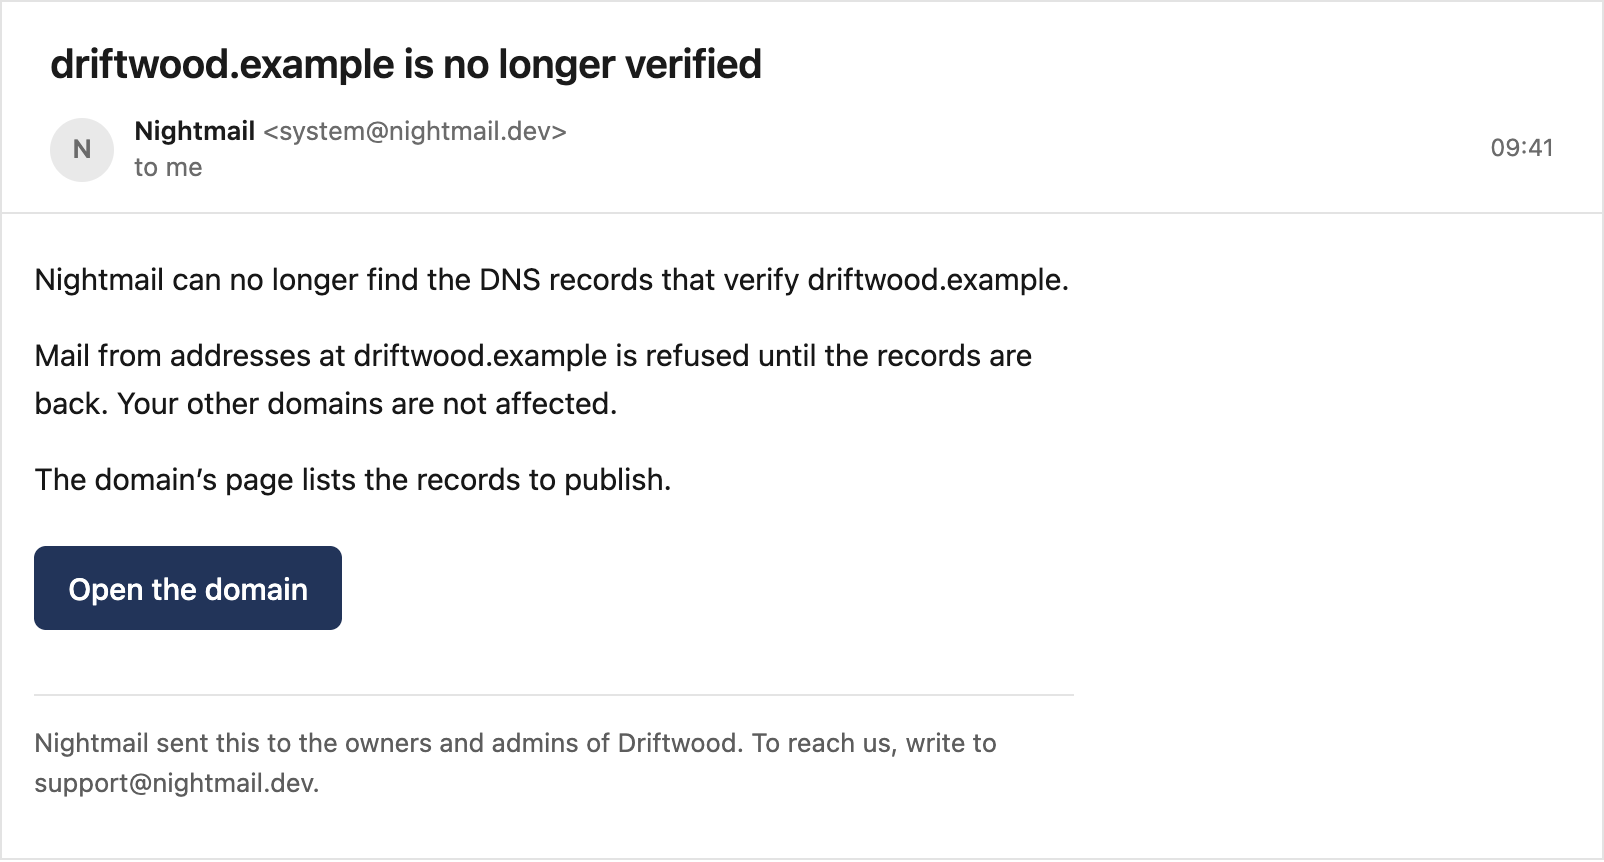 driftwood.example is no longer verified
N
Nightmail <system@nightmail.dev>
to me
09:41
Nightmail can no longer find the DNS records that verify driftwood.example.
Mail from addresses at driftwood.example is refused until the records are
back. Your other domains are not affected.
The domain’s page lists the records to publish.
Open the domain
Nightmail sent this to the owners and admins of Driftwood. To reach us, write to
support@nightmail.dev.